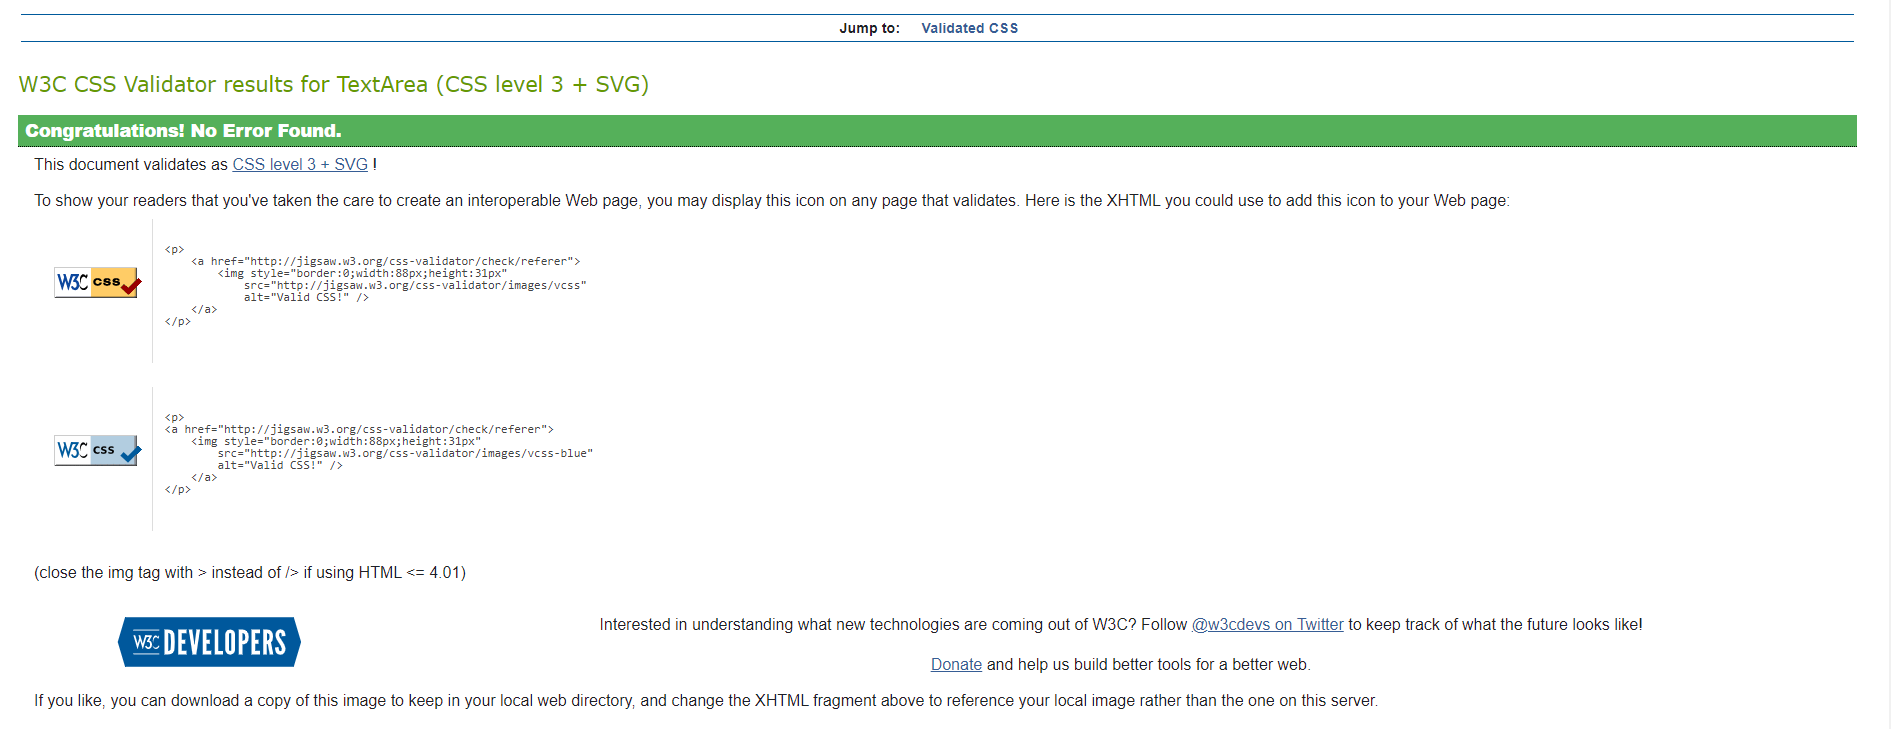 Jump to: Validated CSS
W3C CSS Validator results for TextArea (CSS level 3 + SVG)
Congratulations! No Error Found.
This document validates as CSS level 3 + SVG !
To show your readers that you've taken the care to create an interoperable Web page, you may display this icon on any page that validates. Here is the XHTML you could use to add this icon to your Web page:
W3C css
<p>
    <a href="http://jigsaw.w3.org/css-validator/check/referer">
        <img style="border:0;width:88px;height:31px"
            src="http://jigsaw.w3.org/css-validator/images/vcss"
            alt="Valid CSS!" />
    </a>
</p>
W3C css
<p>
<a href="http://jigsaw.w3.org/css-validator/check/referer">
    <img style="border:0;width:88px;height:31px"
        src="http://jigsaw.w3.org/css-validator/images/vcss-blue"
        alt="Valid CSS!" />
    </a>
</p>
(close the img tag with > instead of /> if using HTML <= 4.01)
W3C DEVELOPERS
Interested in understanding what new technologies are coming out of W3C? Follow @w3cdevs on Twitter to keep track of what the future looks like!
Donate and help us build better tools for a better web.
If you like, you can download a copy of this image to keep in your local web directory, and change the XHTML fragment above to reference your local image rather than the one on this server.